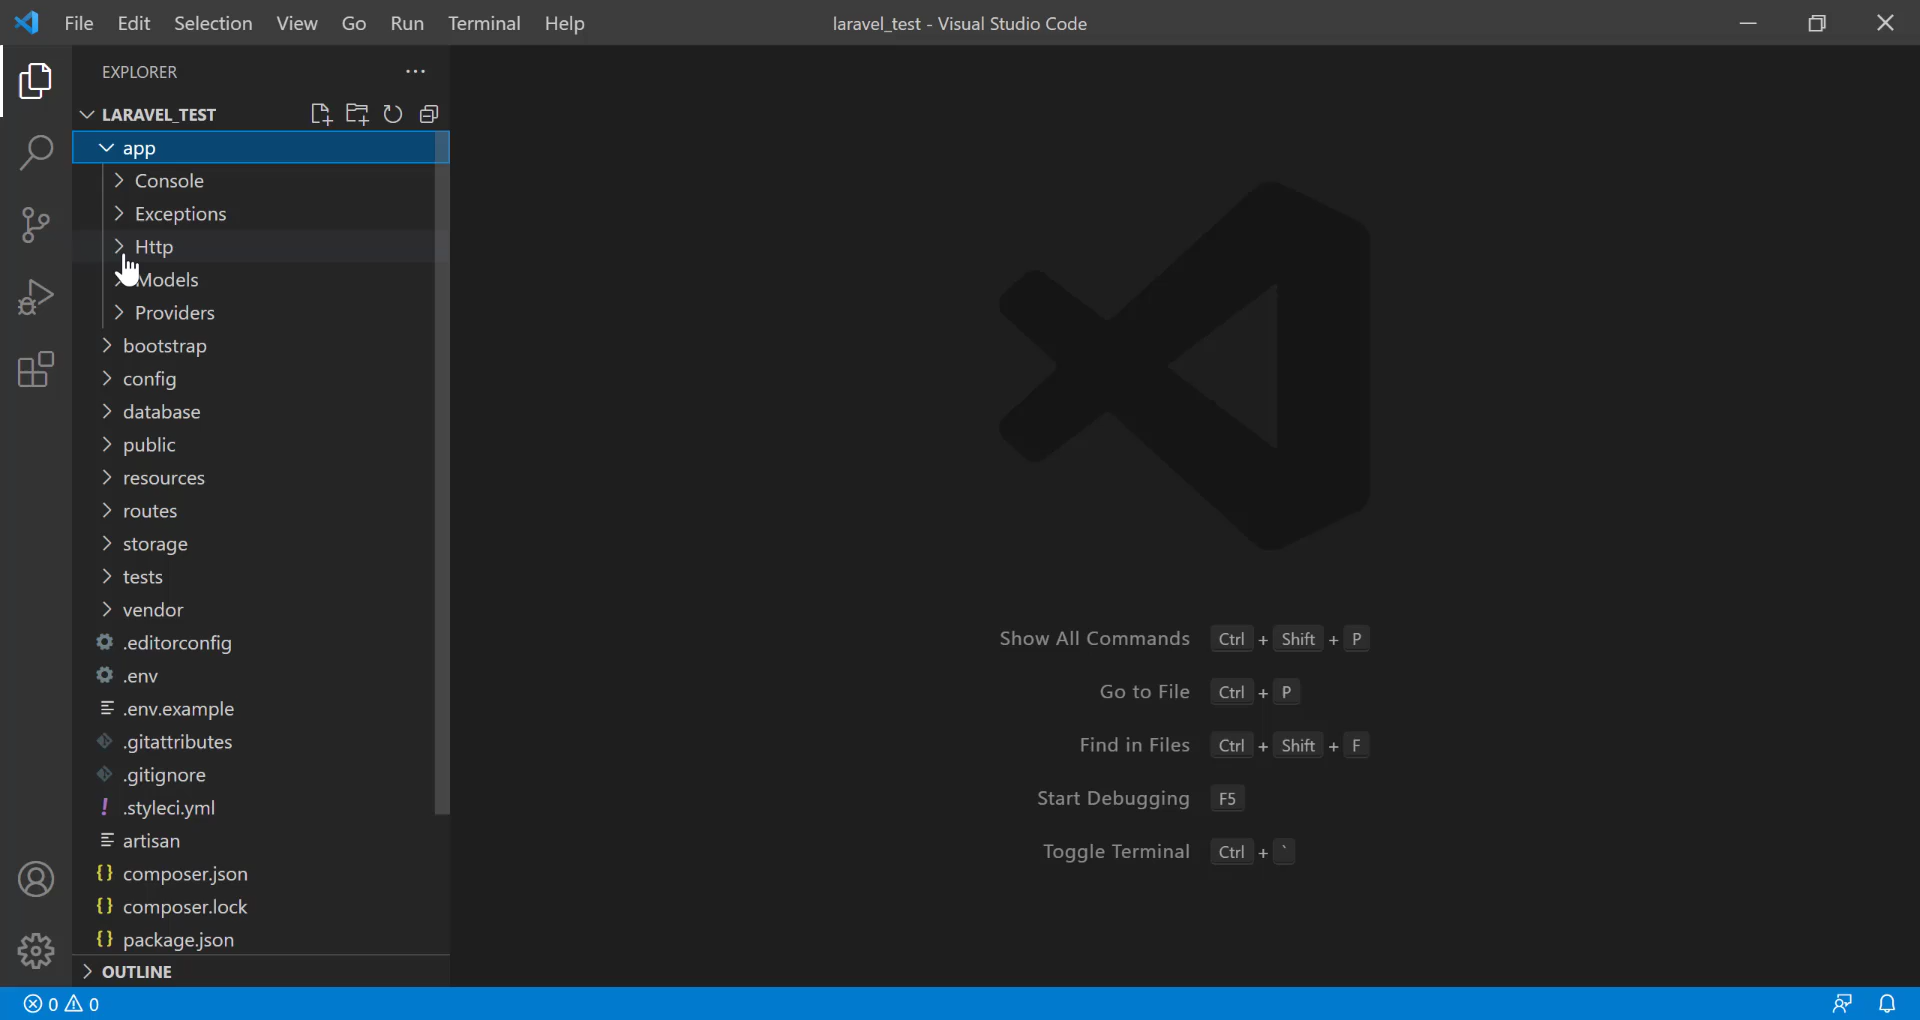 File Edit Selection View Go Run Terminal Help laravel_test - Visual Studio Code
EXPLORER
LARAVEL_TEST
app
Console
Exceptions
Http
Models
Providers
bootstrap
config
database
public
resources
routes
storage
tests
vendor
.editorconfig
.env
.env.example
.gitattributes
.gitignore
.styleci.yml
artisan
composer.json
composer.lock
package.json
OUTLINE
Show All Commands Ctrl + Shift + P
Go to File Ctrl + P
Find in Files Ctrl + Shift + F
Start Debugging F5
Toggle Terminal Ctrl + `
0 0